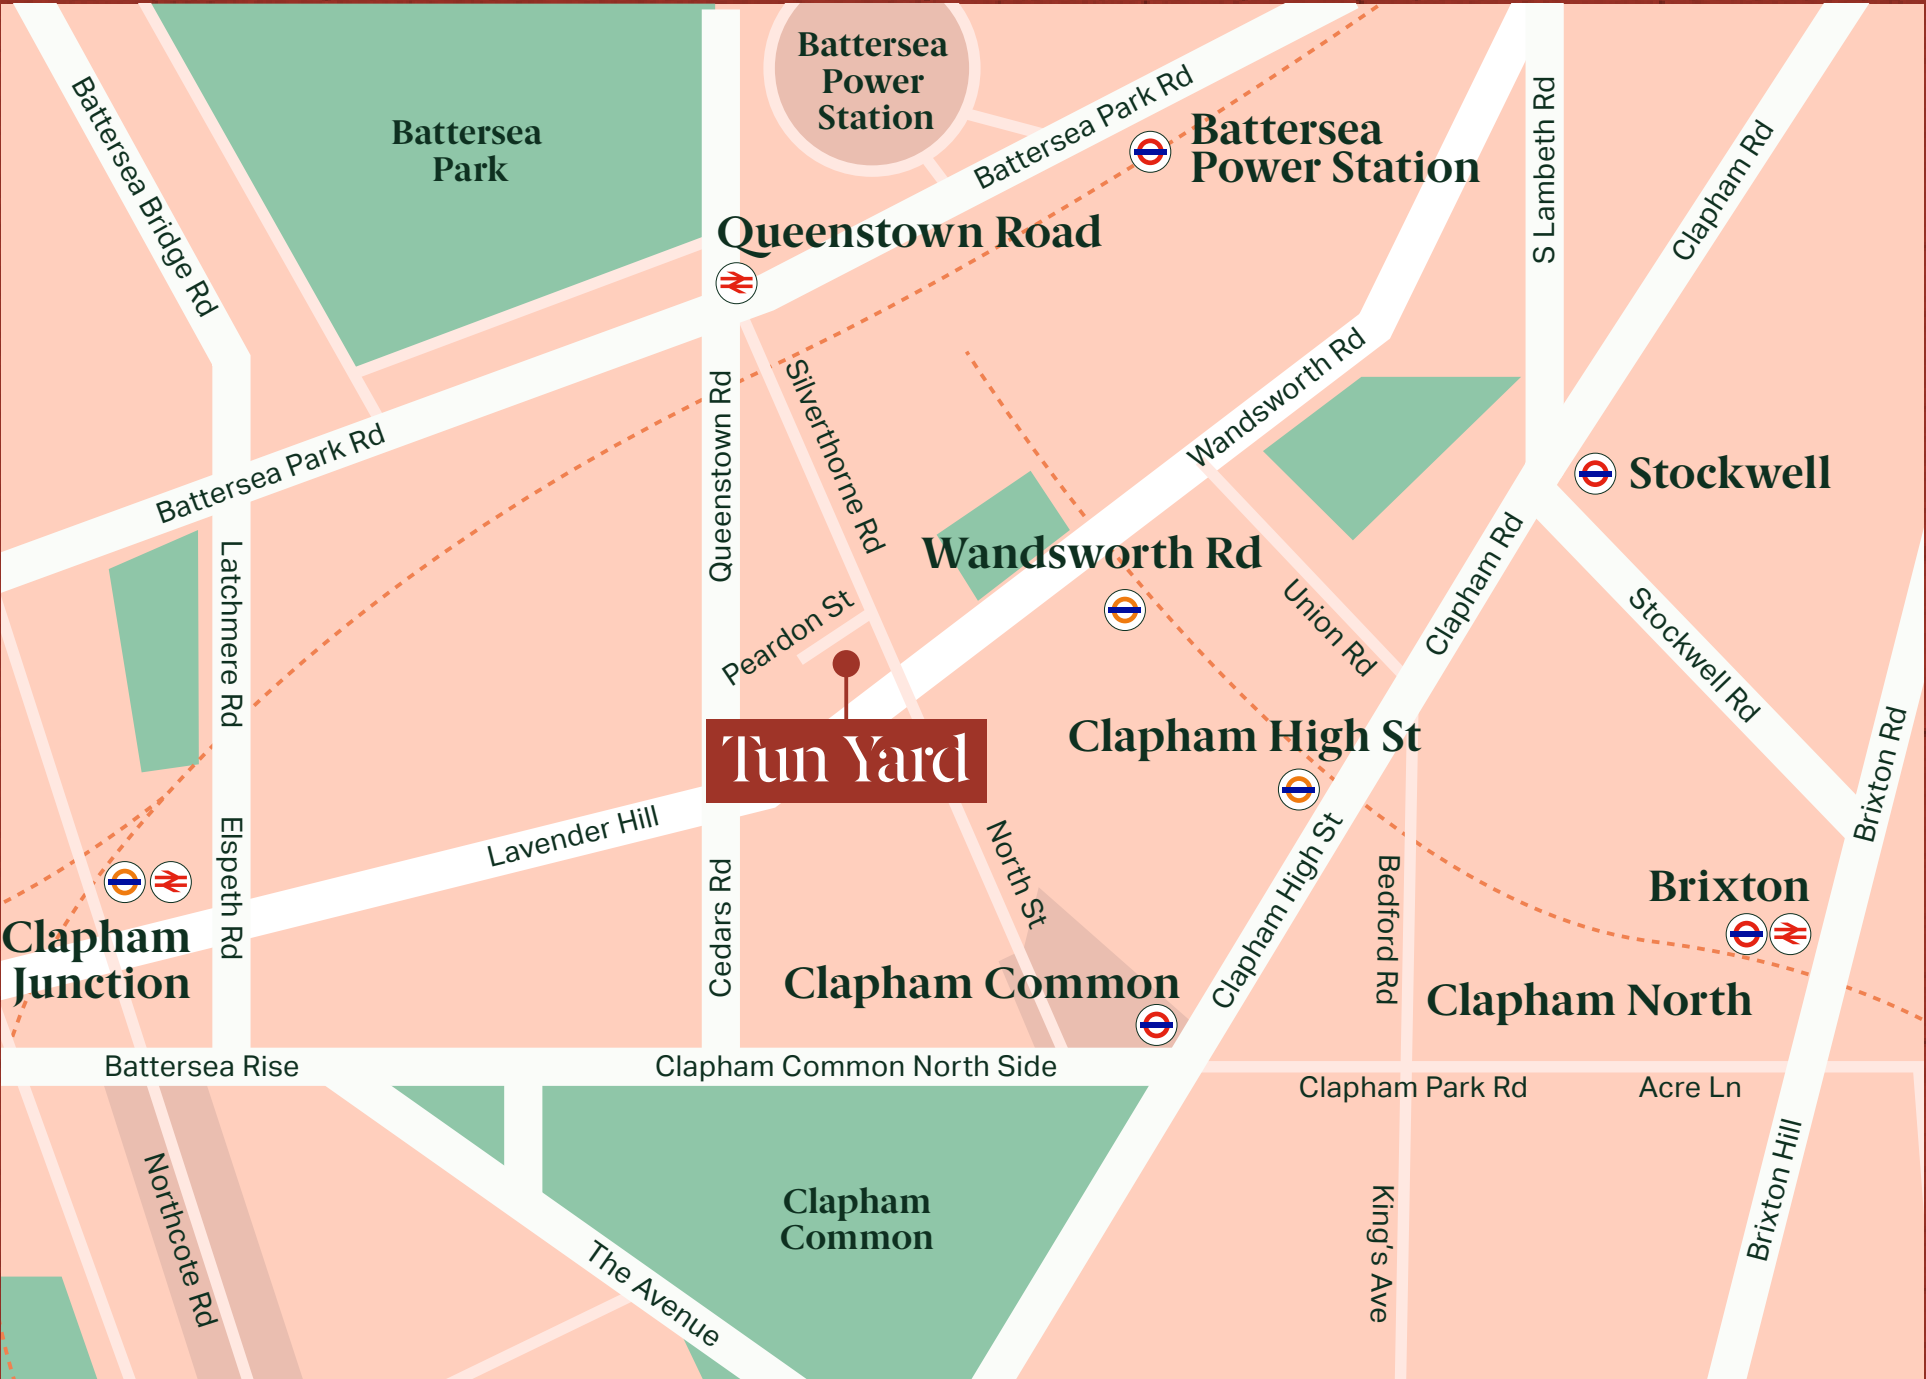 Battersea
Power
Station
Battersea
Park
Battersea Bridge Rd
Battersea Park Rd
Battersea
Power Station
S Lambeth Rd
Clapham Rd
Queenstown Road
Silverthorne Rd
Queenstown Rd
Wandsworth Rd
Battersea Park Rd
Stockwell
Latchmere Rd
Wandsworth Rd
Clapham Rd
Union Rd
Stockwell Rd
Peardon St
Tun Yard
Clapham High St
Brixton Rd
Elspeth Rd
Lavender Hill
Cedars Rd
North St
Clapham High St
Bedford Rd
Brixton
Clapham
Junction
Clapham Common
Clapham North
Battersea Rise
Clapham Common North Side
Clapham Park Rd
Acre Ln
Northcote Rd
Clapham
Common
The Avenue
King's Ave
Brixton Hill